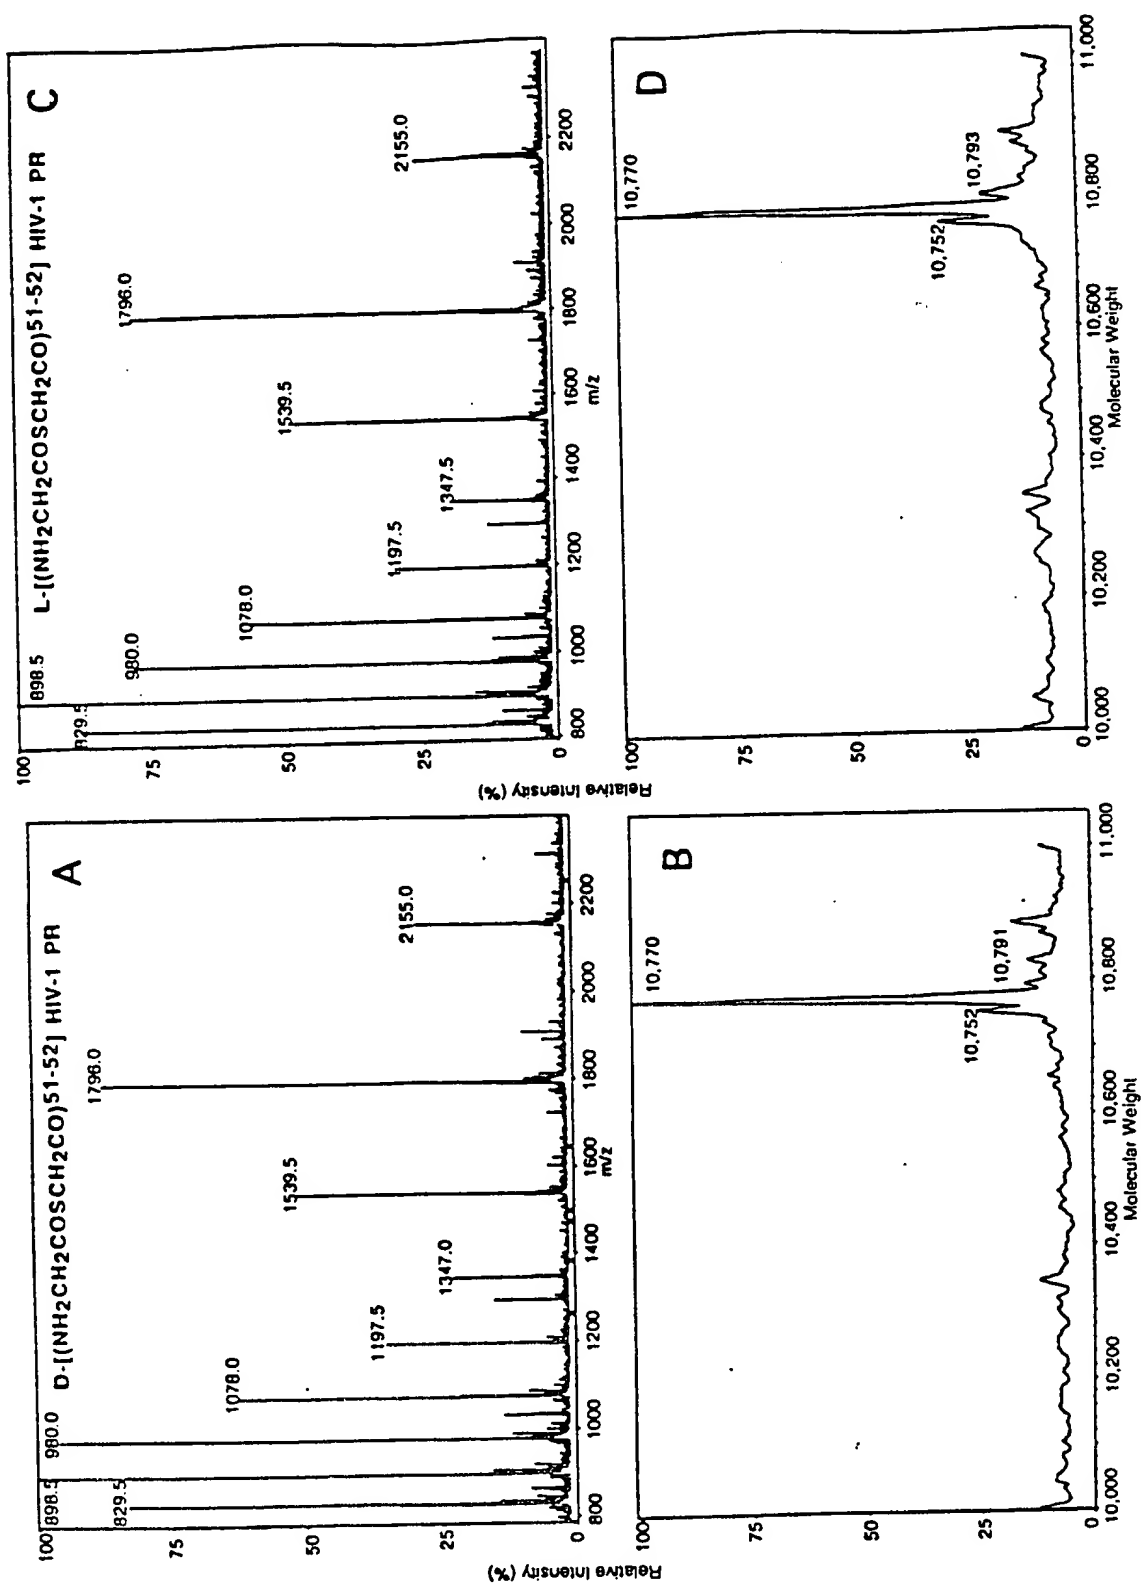 A
D-[(NH2CH2COSCH2CO)51-52] HIV-1 PR
898.5
980.0
829.5
1078.0
1197.5
1347.0
1539.5
1796.0
2155.0
100
75
50
25
0
Relative Intensity (%)
800 1000 1200 1400 1600 1800 2000 2200
m/z
C
L-[(NH2CH2COSCH2CO)51-52] HIV-1 PR
898.5
829.5
980.0
1078.0
1197.5
1347.5
1539.5
1796.0
2155.0
100
75
50
25
0
Relative Intensity (%)
800 1000 1200 1400 1600 1800 2000 2200
m/z
B
10,770
10,752
10,791
100
75
50
25
0
Relative Intensity (%)
10,000 10,200 10,400 10,600 10,800 11,000
Molecular Weight
D
10,770
10,752
10,793
100
75
50
25
0
10,000 10,200 10,400 10,600 10,800 11,000
Molecular Weight